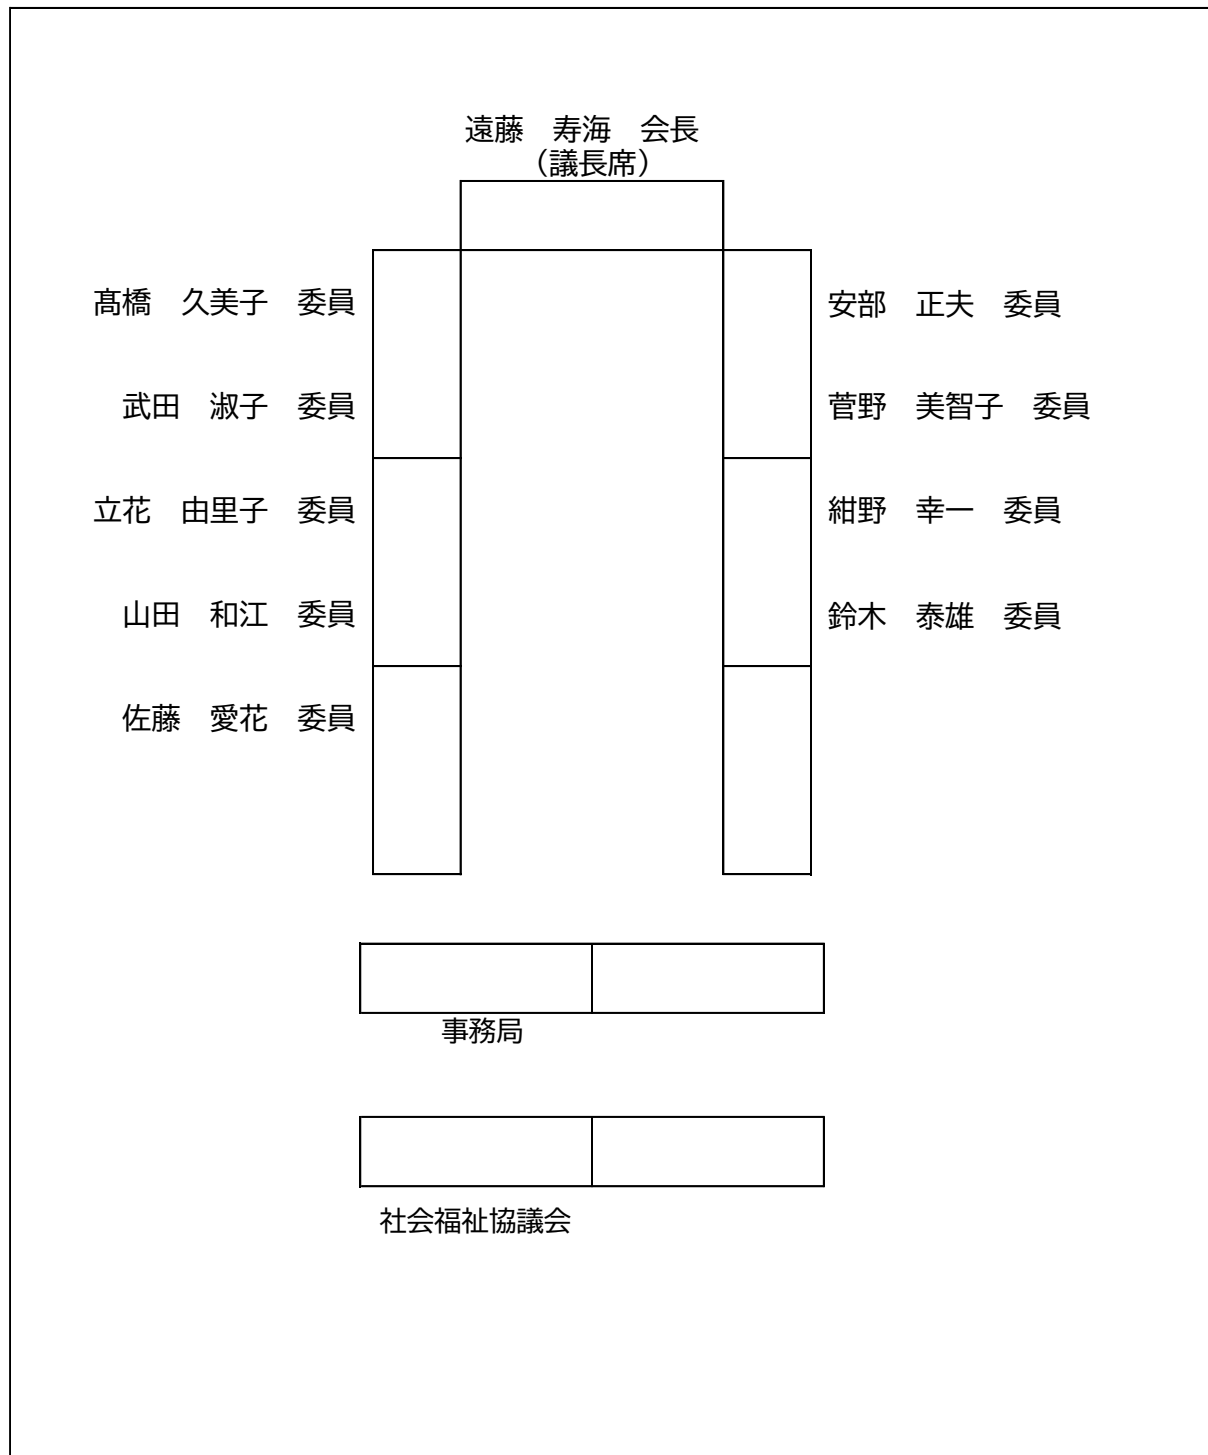 遠藤　寿海　会長
（議長席）
髙橋　久美子　委員
安部　正夫　委員
武田　淑子　委員
菅野　美智子　委員
立花　由里子　委員
紺野　幸一　委員
山田　和江　委員
鈴木　泰雄　委員
佐藤　愛花　委員
事務局
社会福祉協議会